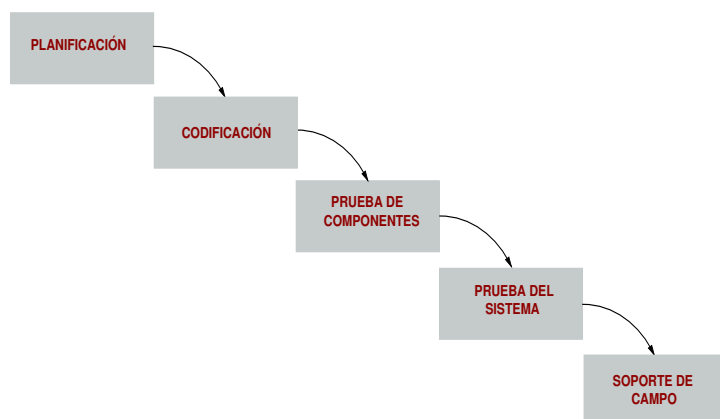 PLANIFICACIÓN
CODIFICACIÓN
PRUEBA DE
COMPONENTES
PRUEBA DEL
SISTEMA
SOPORTE DE
CAMPO